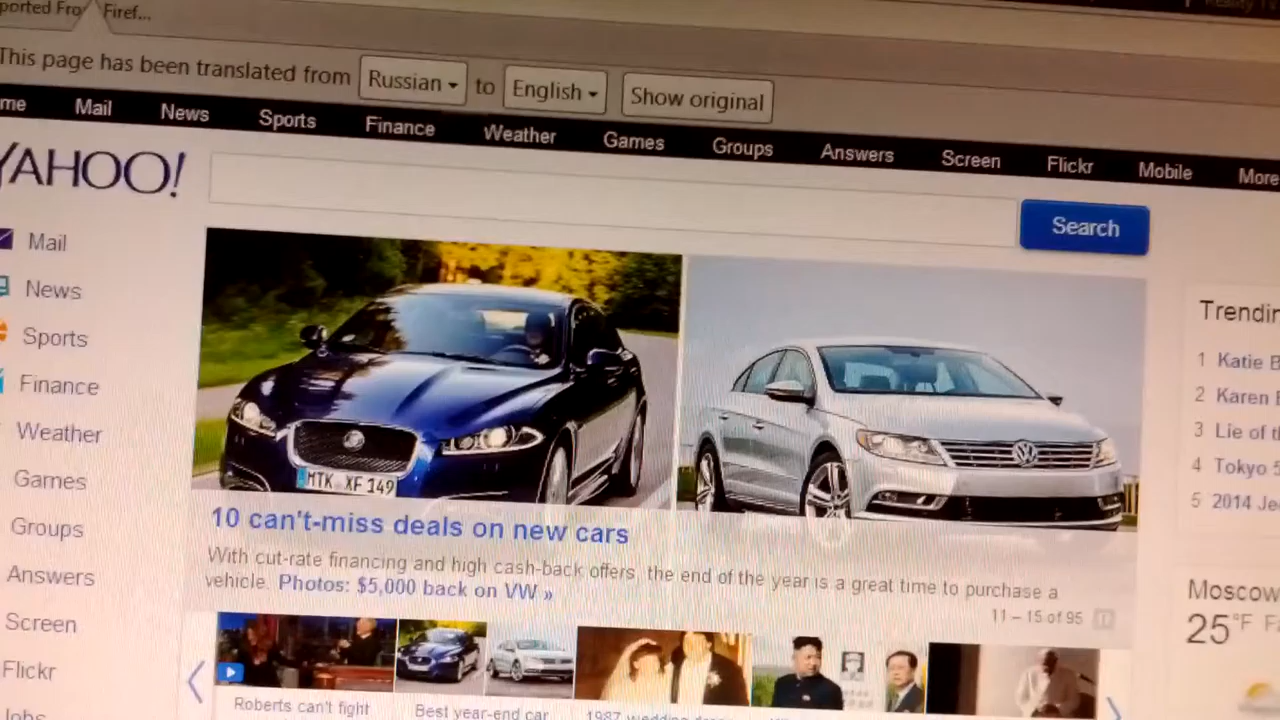 Firef...
This page has been translated from Russian to English Show original
Mail News Sports Finance Weather Games Groups Answers Screen Flickr Mobile More
YAHOO!
Search
Mail
News
Sports
Finance
Weather
Games
Groups
Answers
Screen
Flickr
MTK XF 149
10 can't-miss deals on new cars
With cut-rate financing and high cash-back offers, the end of the year is a great time to purchase a
vehicle. Photos: $5,000 back on VW »
11 – 15 of 95
Roberts can't fight
Best year-end car
1987 wedding
1 Katie
2 Karen
3 Lie of
4 Tokyo
5 2014
Moscow
25°F